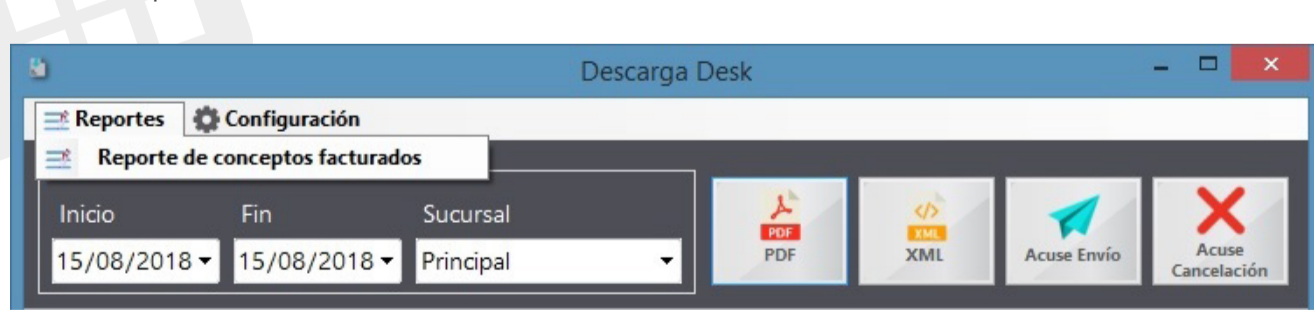 Descarga Desk
Reportes Configuración
Reporte de conceptos facturados
Inicio Fin Sucursal
15/08/2018 15/08/2018 Principal
PDF
PDF
</>
XML
XML
Acuse Envío
Acuse
Cancelación